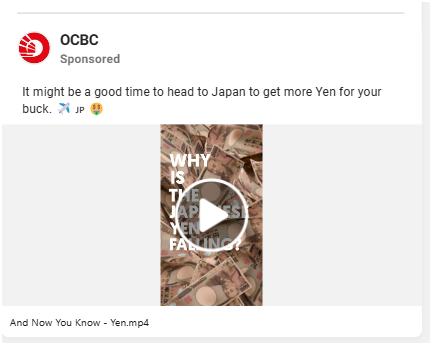 OCBC
Sponsored
It might be a good time to head to Japan to get more Yen for your
buck. ✈️ JP 🤑
WHY
IS
THE
JAPANESE
YEN
FALLING?
And Now You Know - Yen.mp4